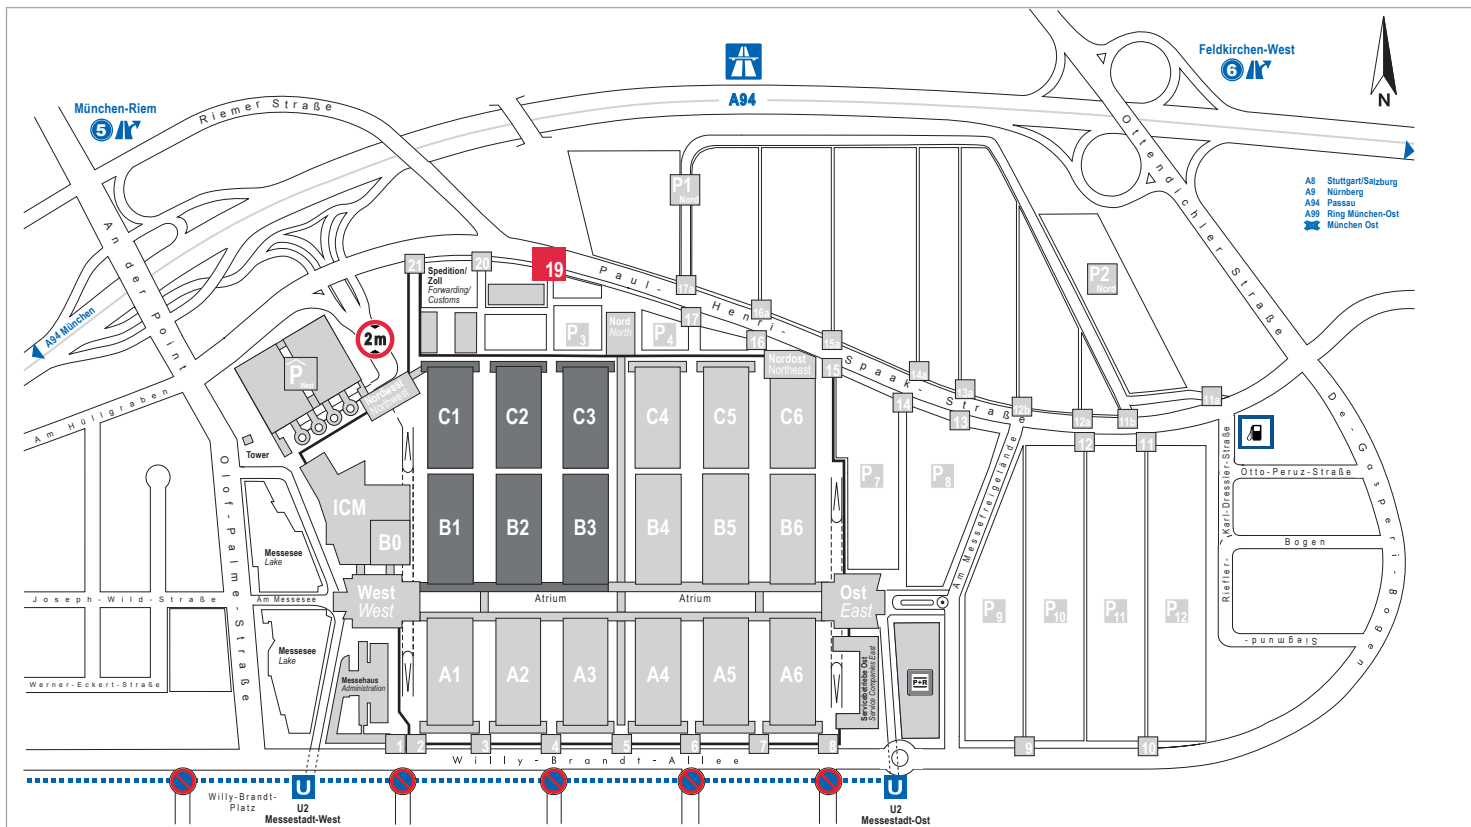 Feldkirchen-West
6
A94
N
München-Riem
5
Riemer Straße
Ottendichler Straße
A8 Stuttgart/Salzburg
A9 Nürnberg
A94 Passau
A99 Ring München-Ost
München Ost
P1
Nord
An der Point
21
20
19
Spedition/
Zoll
Forwarding/
Customs
Paul-Henri-Spaak-Straße
17a
P2
Nord
16a
17
P3
Nord
North
P4
16
15a
A94 München
2m
P
West
Nordwest
Northwest
Nordost
Northeast
15
14a
13a
12b
12a
11b
11a
14
13
12
11
Am Hüllgraben
Tower
C1
C2
C3
C4
C5
C6
P7
P8
Am Messefreigelände
Karl-Dressler-Straße
Otto-Peruz-Straße
De-Gasperi-Bogen
Olof-Palme-Straße
ICM
B0
B1
B2
B3
B4
B5
B6
Bogen
Riefler-
Messesee
Lake
West
West
Atrium
Atrium
Ost
East
Joseph-Wild-Straße
Am Messesee
P9
P10
P11
P12
Siegmund-
Messesee
Lake
Messehaus
Administration
A1
A2
A3
A4
A5
A6
Servicebetriebe Ost
Service Companies East
P+R
Werner-Eckert-Straße
1
2
3
4
5
6
7
8
9
10
Willy-Brandt-Allee
Willy-Brandt-
Platz
U
U2
Messestadt-West
U
U2
Messestadt-Ost